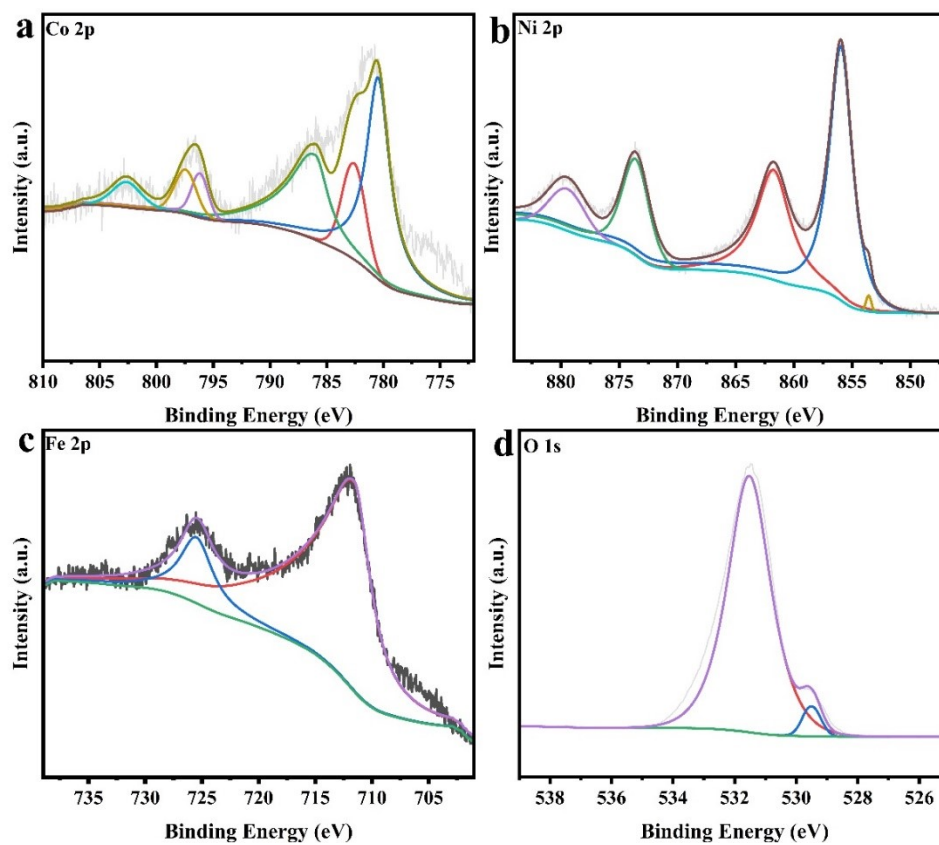 a Co 2p
Intensity (a.u.)
810 805 800 795 790 785 780 775
Binding Energy (eV)
b Ni 2p
Intensity (a.u.)
880 875 870 865 860 855 850
Binding Energy (eV)
c Fe 2p
Intensity (a.u.)
735 730 725 720 715 710 705
Binding Energy (eV)
d O 1s
Intensity (a.u.)
538 536 534 532 530 528 526
Binding Energy (eV)